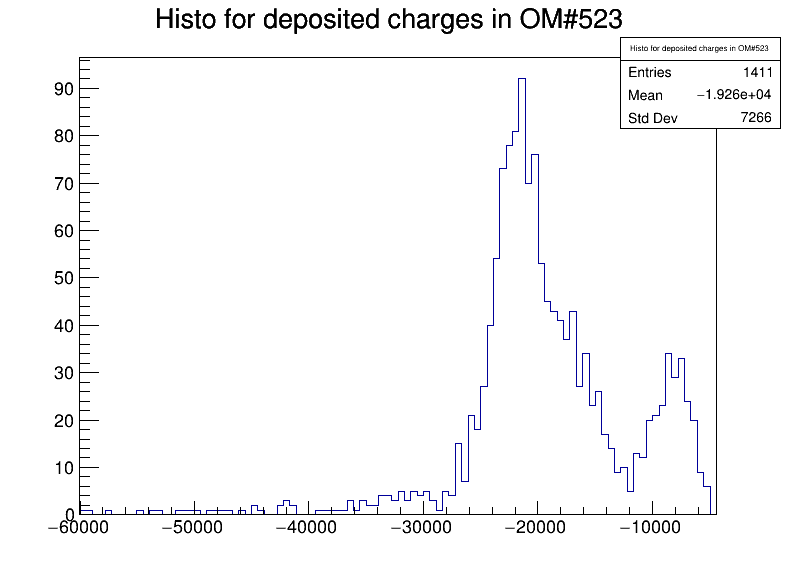 Histo for deposited charges in OM#523
Histo for deposited charges in OM#523
Entries 1411
Mean −1.926e+04
Std Dev 7266
90
80
70
60
50
40
30
20
10
0
−60000 −50000 −40000 −30000 −20000 −10000